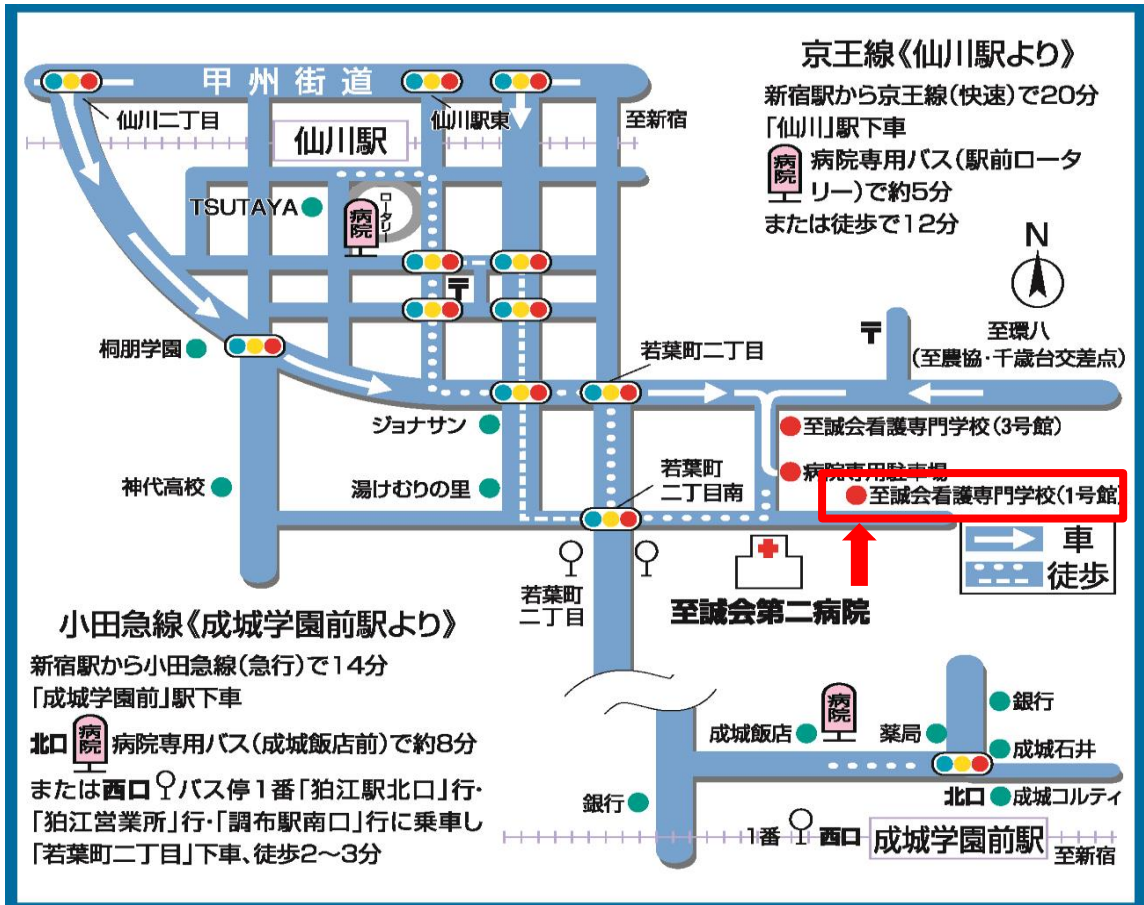 甲州街道
仙川二丁目
仙川駅
仙川駅東
至新宿
TSUTAYA
病院
ロータリー
〒
桐朋学園
若葉町二丁目
ジョナサン
神代高校
湯けむりの里
若葉町
二丁目南
若葉町
二丁目
京王線《仙川駅より》
新宿駅から京王線(快速)で20分
「仙川」駅下車
病院 病院専用バス(駅前ロータ
リー)で約5分
または徒歩で12分
N
〒
至環八
(至農協・千歳台交差点)
至誠会看護専門学校(3号館)
病院専用駐車場
至誠会看護専門学校(1号館)
至誠会第二病院
車
徒歩
小田急線《成城学園前駅より》
新宿駅から小田急線(急行)で14分
「成城学園前」駅下車
北口 病院 病院専用バス(成城飯店前)で約8分
または西口 バス停1番「狛江駅北口」行・
「狛江営業所」行・「調布駅南口」行に乗車し
「若葉町二丁目」下車、徒歩2〜3分
病院
成城飯店
薬局
銀行
成城石井
北口 成城コルティ
銀行
1番 西口 成城学園前駅
至新宿